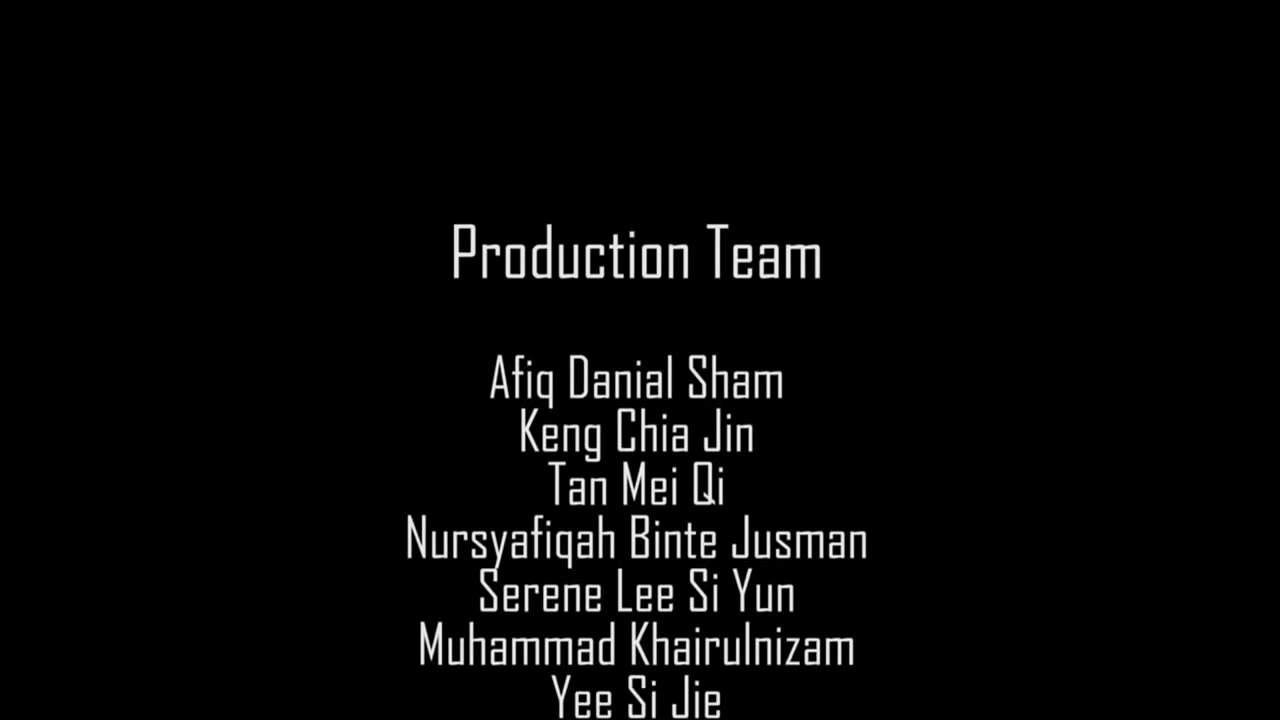 Production Team
Afiq Danial Sham
Keng Chia Jin
Tan Mei Qi
Nursyafiqah Binte Jusman
Serene Lee Si Yun
Muhammad Khairulnizam
Yee Si Jie